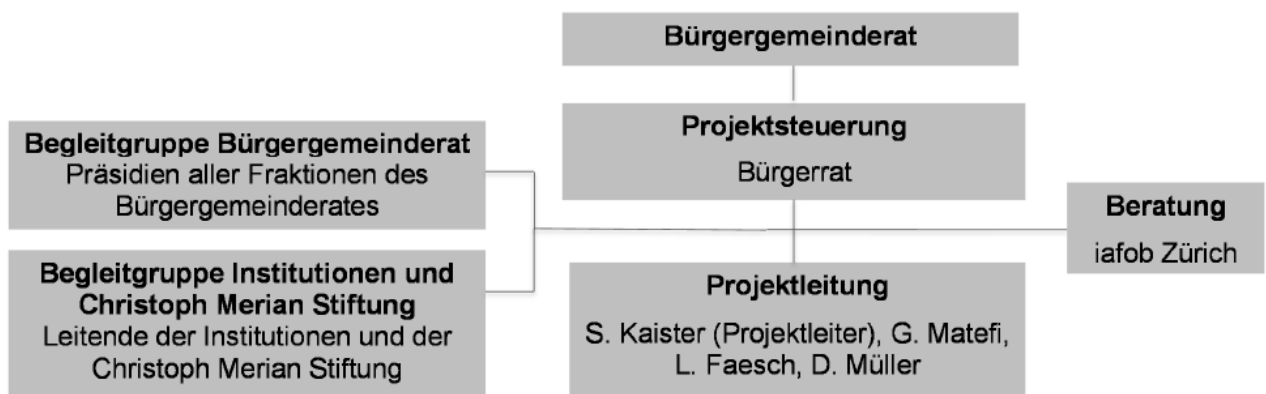 Bürgergemeinderat
Projektsteuerung
Bürgerrat
Begleitgruppe Bürgergemeinderat
Präsidien aller Fraktionen des
Bürgergemeinderates
Begleitgruppe Institutionen und
Christoph Merian Stiftung
Leitende der Institutionen und der
Christoph Merian Stiftung
Beratung
iafob Zürich
Projektleitung
S. Kaister (Projektleiter), G. Matefi,
L. Faesch, D. Müller